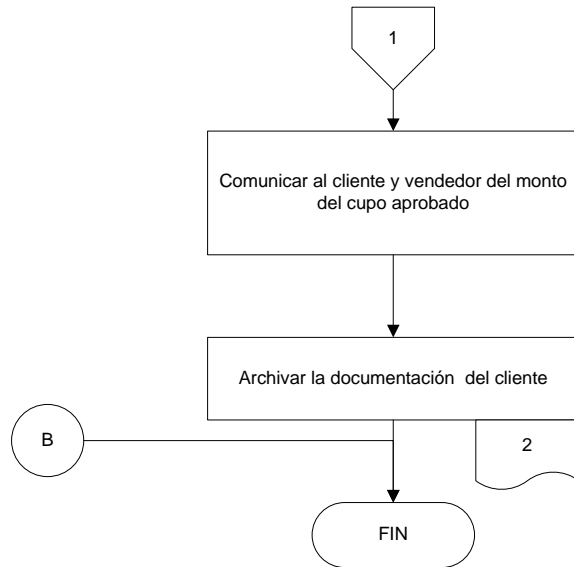 1
Comunicar al cliente y vendedor del monto
del cupo aprobado
Archivar la documentación  del cliente
B
2
FIN